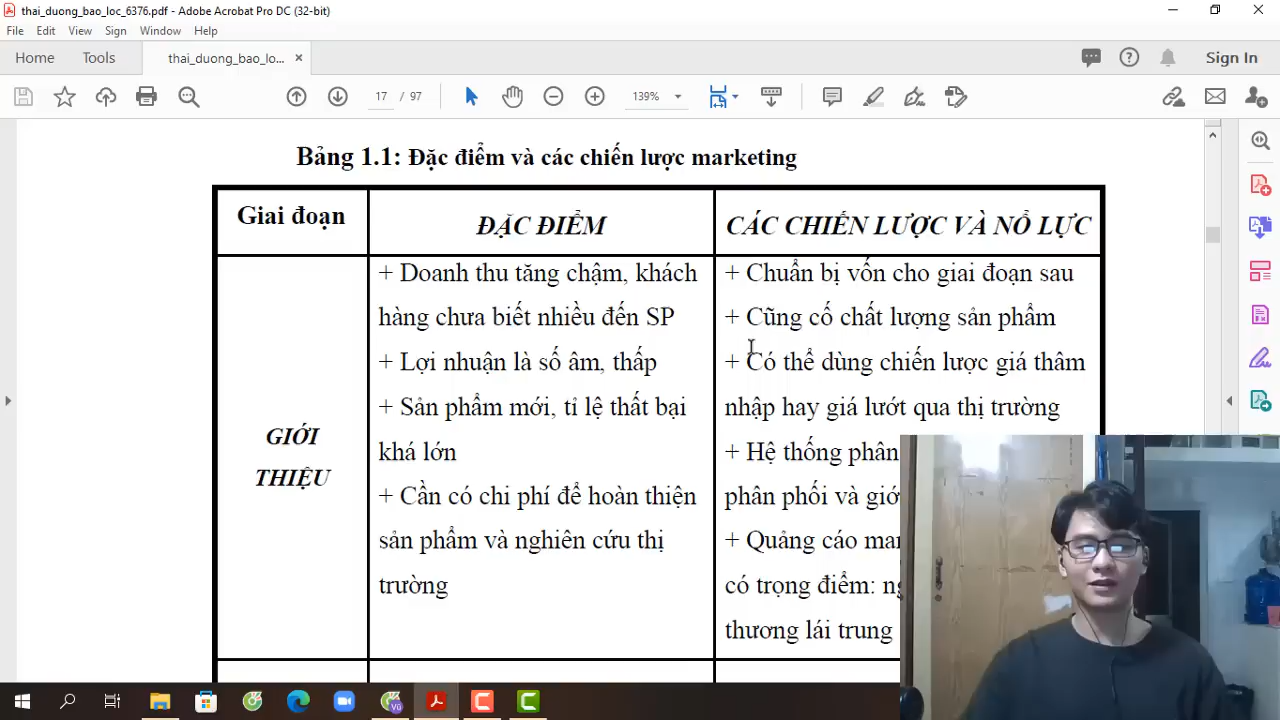 thai_duong_bao_loc_6376.pdf - Adobe Acrobat Pro DC (32-bit)
File Edit View Sign Window Help
Home Tools thai_duong_bao_lo... × Sign In
17 / 97 139%
Bảng 1.1: Đặc điểm và các chiến lược marketing
Giai đoạn
ĐẶC ĐIỂM
CÁC CHIẾN LƯỢC VÀ NỔ LỰC
GIỚI
THIỆU
+ Doanh thu tăng chậm, khách
hàng chưa biết nhiều đến SP
+ Lợi nhuận là số âm, thấp
+ Sản phẩm mới, tỉ lệ thất bại
khá lớn
+ Cần có chi phí để hoàn thiện
sản phẩm và nghiên cứu thị
trường
+ Chuẩn bị vốn cho giai đoạn sau
+ Cũng cố chất lượng sản phẩm
+ Có thể dùng chiến lược giá thâm
nhập hay giá lướt qua thị trường
+ Hệ thống phân
phân phối và giới
+ Quảng cáo
có trọng điểm:
thương lái trung
Vũ